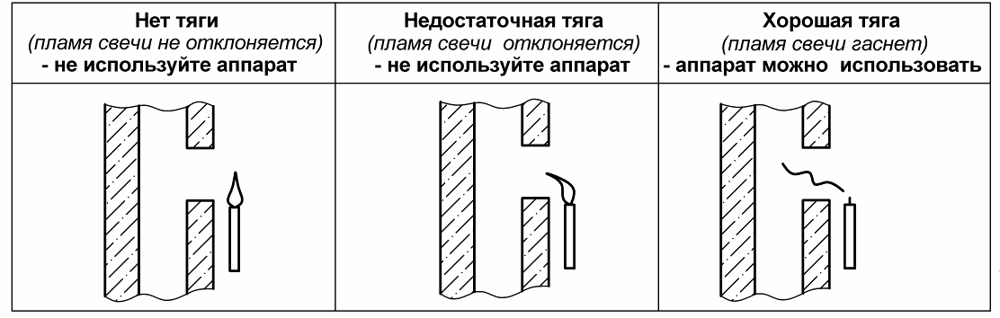 Нет тяги
(пламя свечи не отклоняется)
- не используйте аппарат
Недостаточная тяга
(пламя свечи отклоняется)
- не используйте аппарат
Хорошая тяга
(пламя свечи гаснет)
- аппарат можно использовать